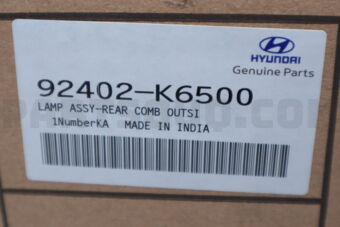 HYUNDAI
Genuine Parts
92402-K6500
LAMP ASSY-REAR COMB OUTSI
1NumberKA MADE IN INDIA